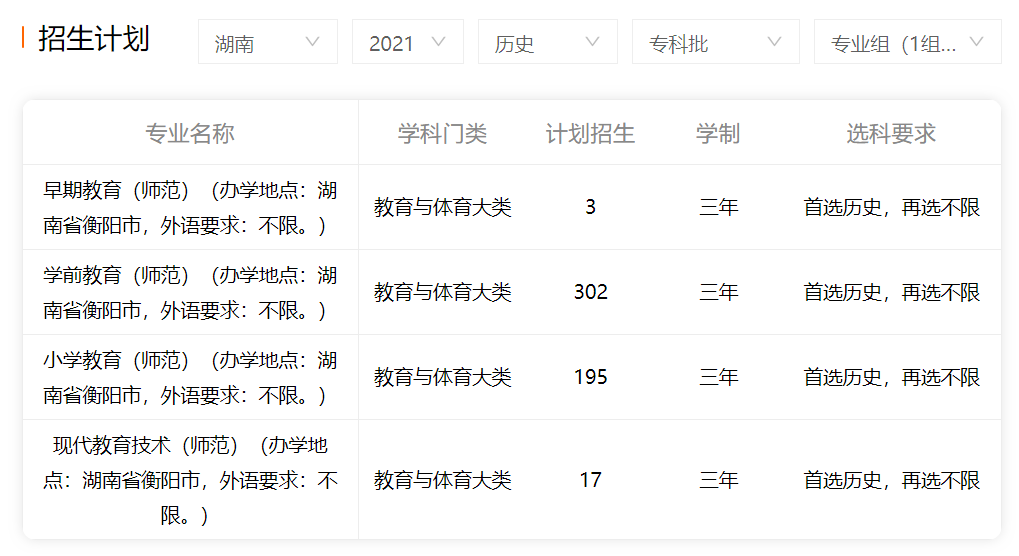 招生计划
湖南
2021
历史
专科批
专业组（1组...
专业名称 学科门类 计划招生 学制 选科要求
早期教育（师范）（办学地点：湖
南省衡阳市，外语要求：不限。）
教育与体育大类 3 三年 首选历史，再选不限
学前教育（师范）（办学地点：湖
南省衡阳市，外语要求：不限。）
教育与体育大类 302 三年 首选历史，再选不限
小学教育（师范）（办学地点：湖
南省衡阳市，外语要求：不限。）
教育与体育大类 195 三年 首选历史，再选不限
现代教育技术（师范）（办学地
点：湖南省衡阳市，外语要求：不
限。）
教育与体育大类 17 三年 首选历史，再选不限